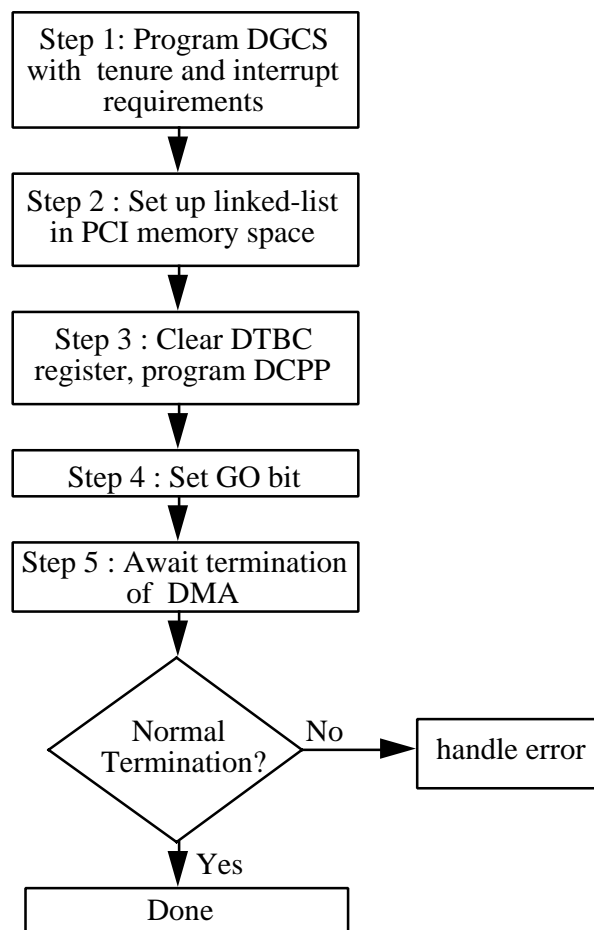 Step 1: Program DGCS
with tenure and interrupt
requirements
Step 2 : Set up linked-list
in PCI memory space
Step 3 : Clear DTBC
register, program DCPP
Step 4 : Set GO bit
Step 5 : Await termination
of DMA
Normal
Termination?
No
handle error
Yes
Done